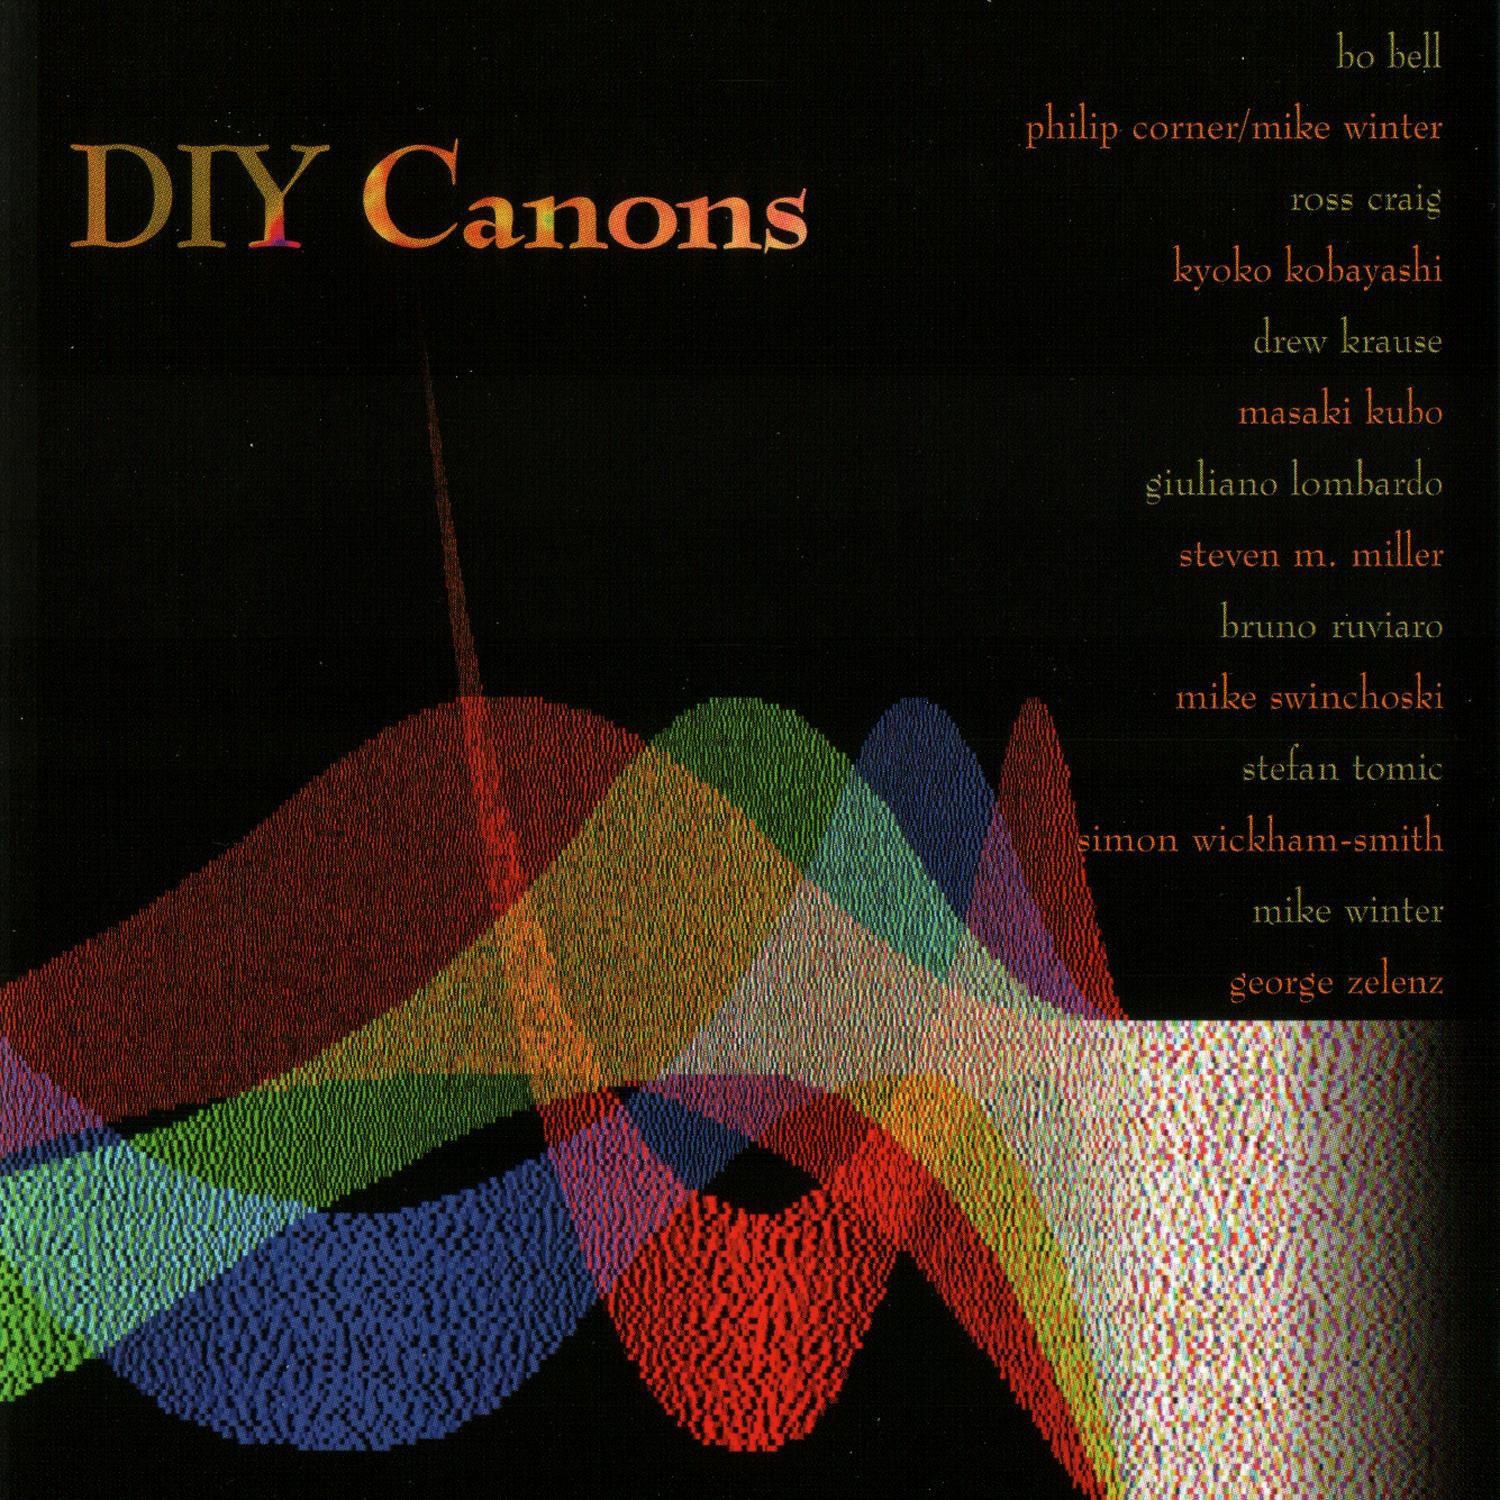 DIY Canons
bo bell
philip corner/mike winter
ross craig
kyoko kobayashi
drew krause
masaki kubo
giuliano lombardo
steven m. miller
bruno ruviaro
mike swinchoski
stefan tomic
simon wickham-smith
mike winter
george zelenz